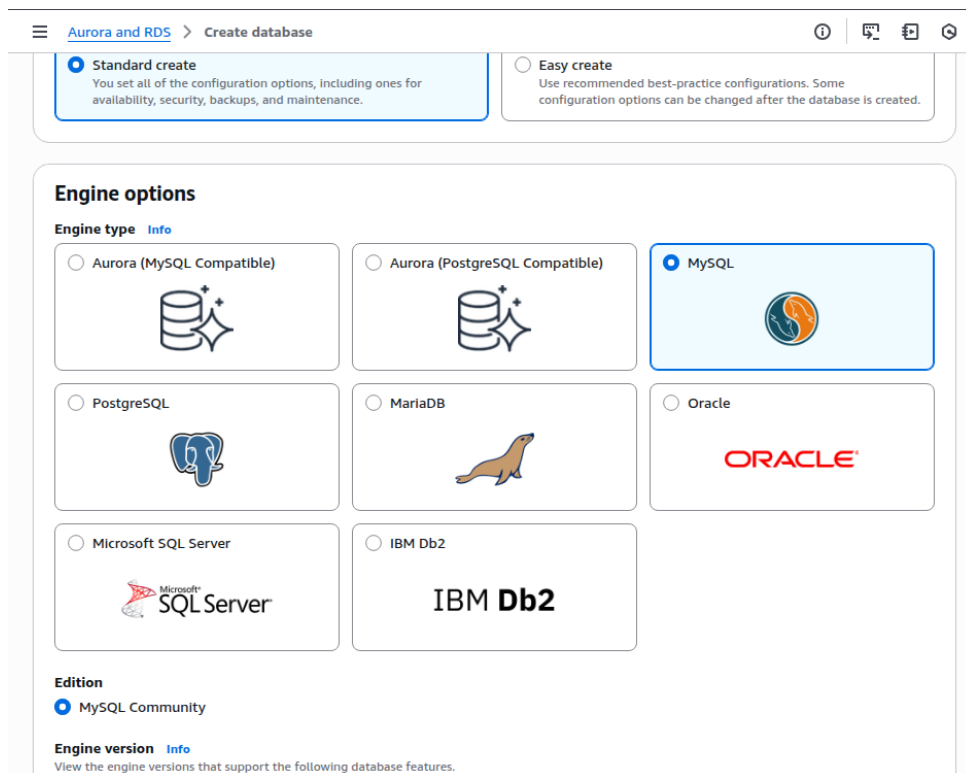 Aurora and RDS > Create database
Standard create
You set all of the configuration options, including ones for
availability, security, backups, and maintenance.
Easy create
Use recommended best-practice configurations. Some
configuration options can be changed after the database is created.
Engine options
Engine type Info
Aurora (MySQL Compatible)
Aurora (PostgreSQL Compatible)
MySQL
PostgreSQL
MariaDB
Oracle
ORACLE
Microsoft SQL Server
Microsoft
SQL Server
IBM Db2
IBM Db2
Edition
MySQL Community
Engine version Info
View the engine versions that support the following database features.